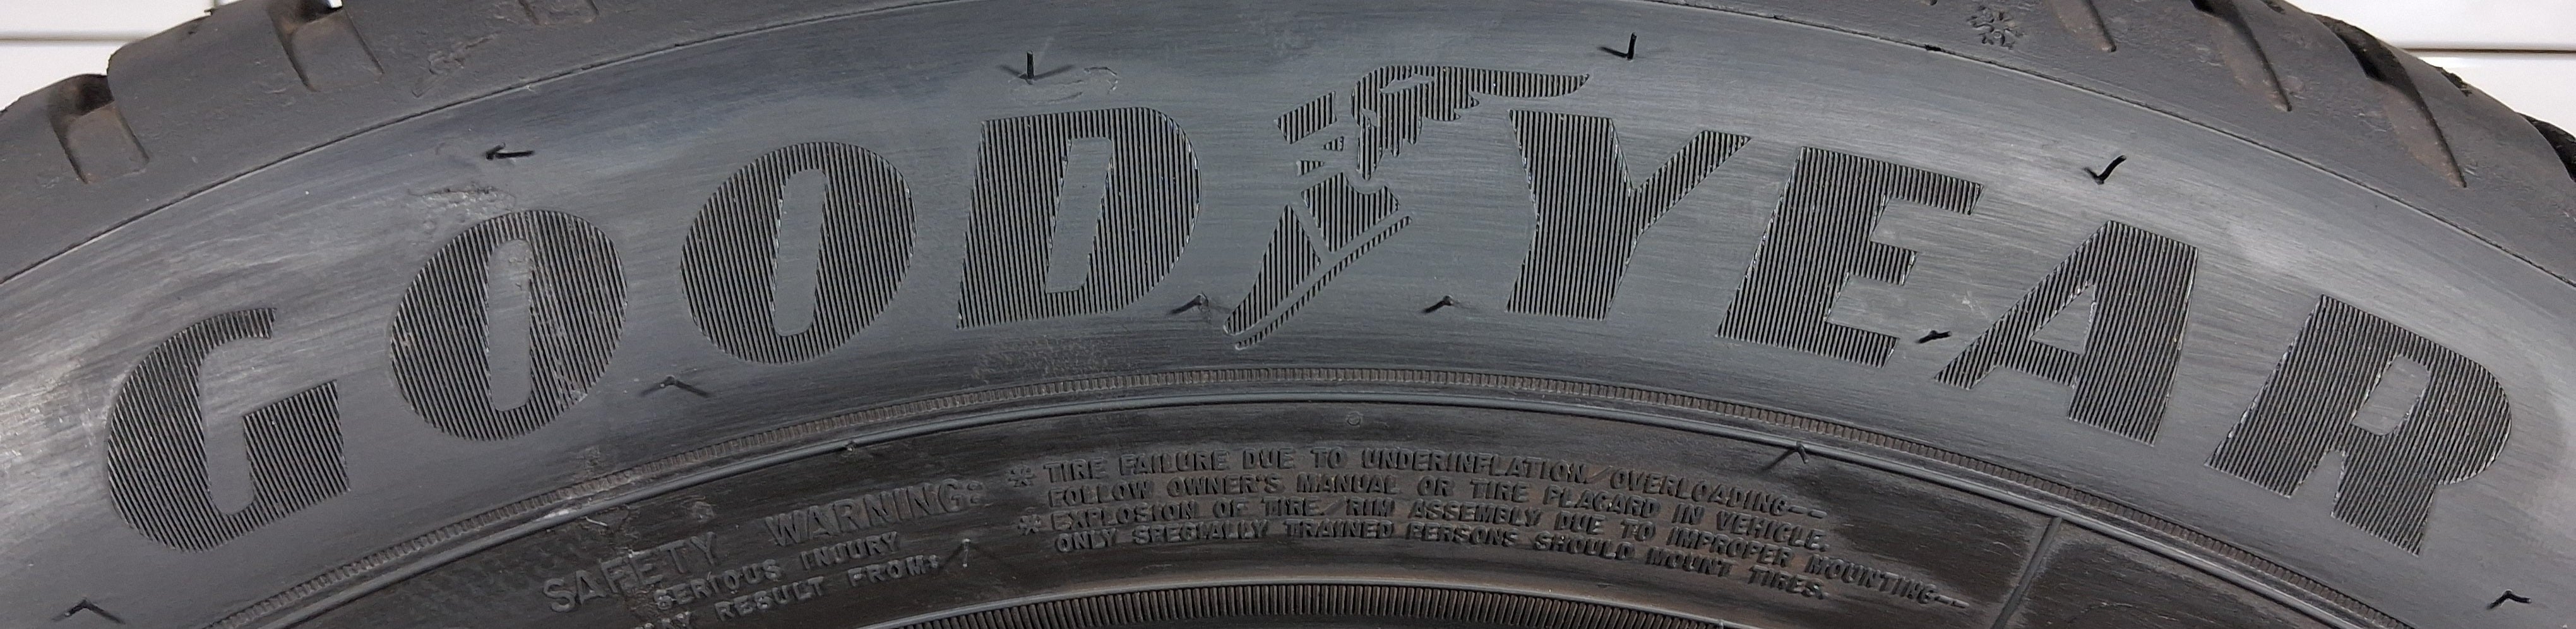 GOODYEAR
SAFETY WARNING:
SERIOUS INJURY
MAY RESULT FROM:
* TIRE FAILURE DUE TO UNDERINFLATION/OVERLOADING--
FOLLOW OWNER'S MANUAL OR TIRE PLACARD IN VEHICLE.
* EXPLOSION OF TIRE/RIM ASSEMBLY DUE TO IMPROPER MOUNTING--
ONLY SPECIALLY TRAINED PERSONS SHOULD MOUNT TIRES.